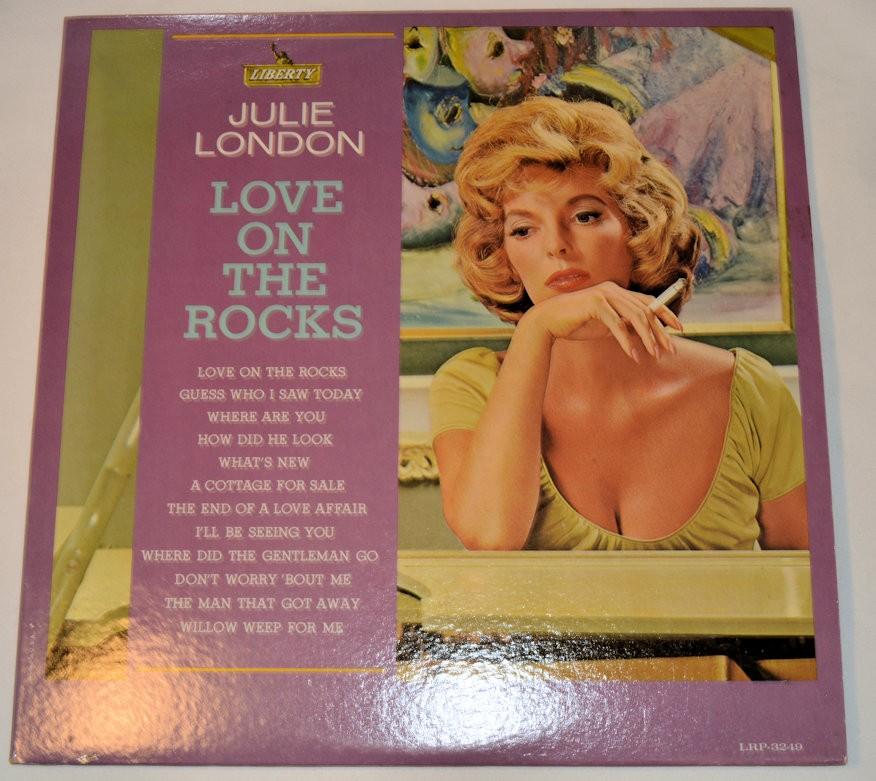 LIBERTY
JULIE
LONDON
LOVE
ON
THE
ROCKS
LOVE ON THE ROCKS
GUESS WHO I SAW TODAY
WHERE ARE YOU
HOW DID HE LOOK
WHAT'S NEW
A COTTAGE FOR SALE
THE END OF A LOVE AFFAIR
I'LL BE SEEING YOU
WHERE DID THE GENTLEMAN GO
DON'T WORRY 'BOUT ME
THE MAN THAT GOT AWAY
WILLOW WEEP FOR ME
LRP-3249